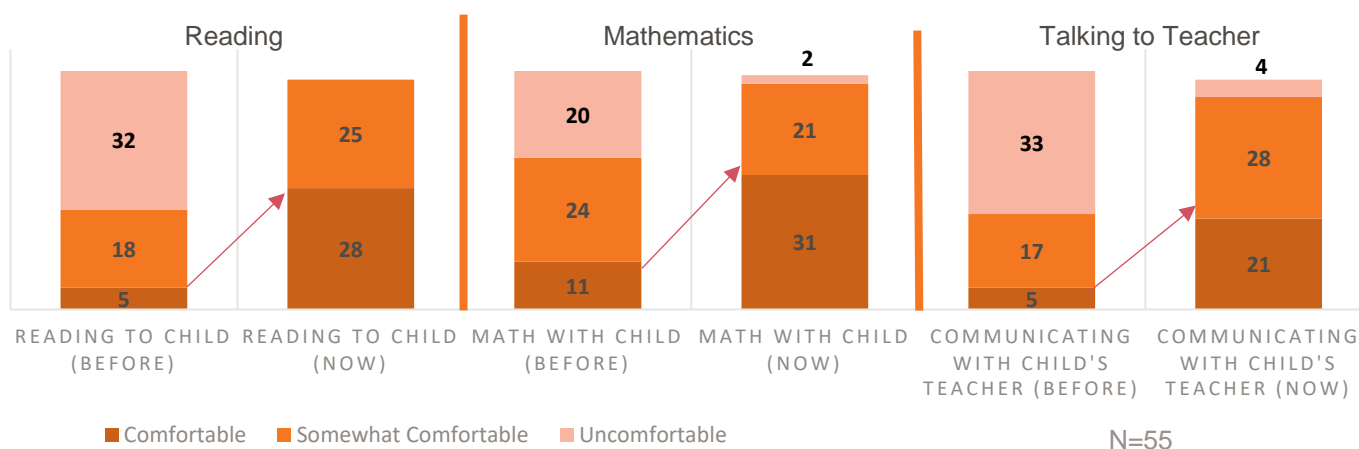 Reading
Mathematics
Talking to Teacher
32
18
5
25
28
20
24
11
2
21
31
33
17
5
4
28
21
READING TO CHILD
(BEFORE)
READING TO CHILD
(NOW)
MATH WITH CHILD
(BEFORE)
MATH WITH CHILD
(NOW)
COMMUNICATING
WITH CHILD'S
TEACHER (BEFORE)
COMMUNICATING
WITH CHILD'S
TEACHER (NOW)
Comfortable
Somewhat Comfortable
Uncomfortable
N=55